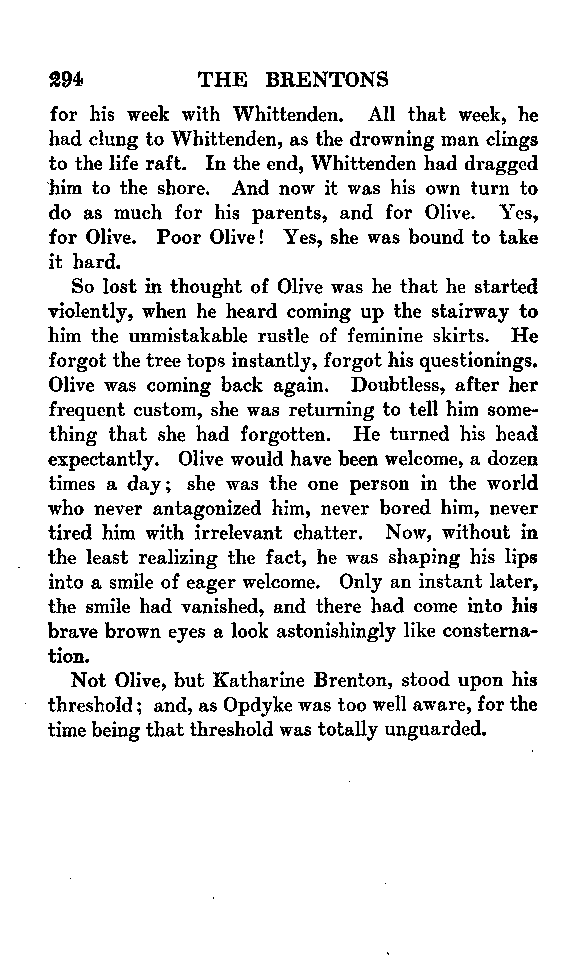 294 THE BRENTONS
for his week with Whittenden. All that week, he
had clung to Whittenden, as the drowning man clings
to the life raft. In the end, Whittenden had dragged
him to the shore. And now it was his own turn to
do as much for his parents, and for Olive. Yes,
for Olive. Poor Olive! Yes, she was bound to take
it hard.
So lost in thought of Olive was he that he started
violently, when he heard coming up the stairway to
him the unmistakable rustle of feminine skirts. He
forgot the tree tops instantly, forgot his questionings.
Olive was coming back again. Doubtless, after her
frequent custom, she was returning to tell him some-
thing that she had forgotten. He turned his head
expectantly. Olive would have been welcome, a dozen
times a day; she was the one person in the world
who never antagonized him, never bored him, never
tired him with irrelevant chatter. Now, without in
the least realizing the fact, he was shaping his lips
into a smile of eager welcome. Only an instant later,
the smile had vanished, and there had come into his
brave brown eyes a look astonishingly like consterna-
tion.
Not Olive, but Katharine Brenton, stood upon his
threshold; and, as Opdyke was too well aware, for the
time being that threshold was totally unguarded.